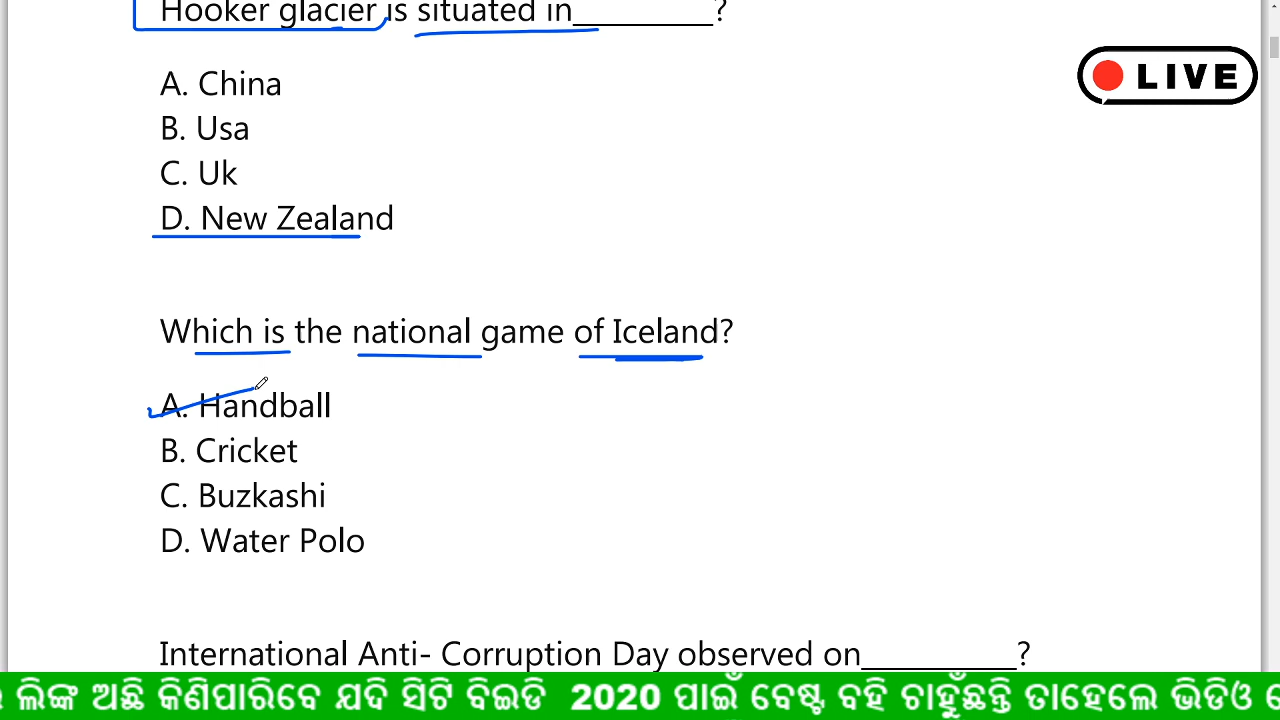 Hooker glacier is situated in_________?
LIVE
A. China
B. Usa
C. Uk
D. New Zealand
Which is the national game of Iceland?
A. Handball
B. Cricket
C. Buzkashi
D. Water Polo
International Anti- Corruption Day observed on__________?
ଲିଙ୍କ ଅଛି କିଣିପାରିବେ ଯଦି ସିଟି ବିଇଡି 2020 ପାଇଁ ବେଷ୍ଟ ବହି ଚାହୁଁଛନ୍ତି ତାହେଲେ ଭିଡିଓ